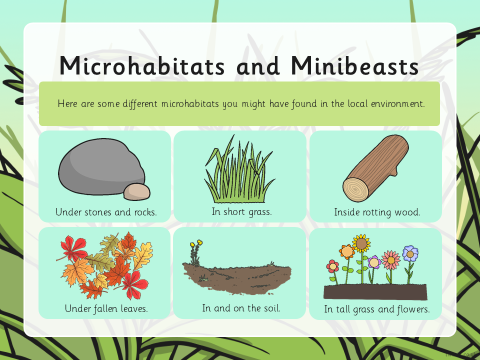 Microhabitats and Minibeasts
Here are some different microhabitats you might have found in the local environment.
Under stones and rocks.
In short grass.
Inside rotting wood.
Under fallen leaves.
In and on the soil.
In tall grass and flowers.